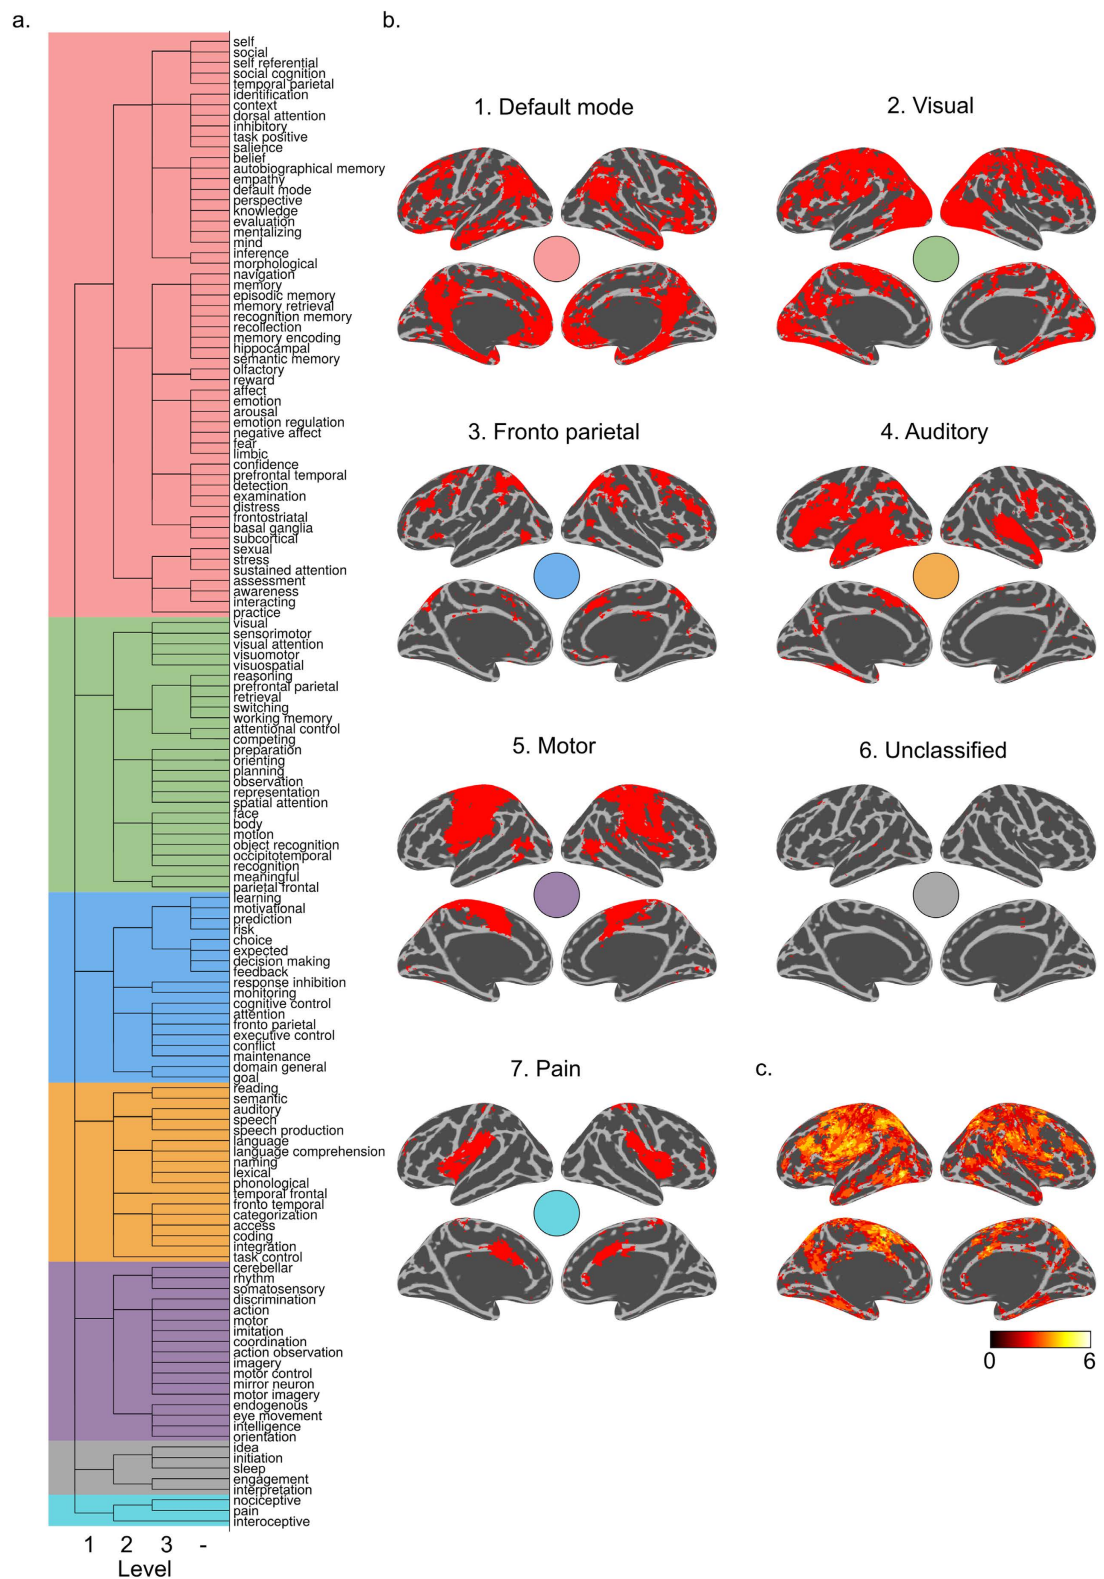 a.
self
social
self referential
social cognition
temporal parietal
identification
context
dorsal attention
inhibitory
task positive
salience
belief
autobiographical memory
empathy
default mode
perspective
knowledge
evaluation
mentalizing
mind
inference
morphological
navigation
memory
episodic memory
memory retrieval
recognition memory
recollection
memory encoding
hippocampal
semantic memory
olfactory
reward
affect
emotion
arousal
emotion regulation
negative affect
fear
limbic
confidence
prefrontal temporal
detection
examination
distress
frontostriatal
basal ganglia
subcortical
sexual
stress
sustained attention
assessment
awareness
interacting
practice
visual
sensorimotor
visual attention
visuomotor
visuospatial
reasoning
prefrontal parietal
retrieval
switching
working memory
attentional control
competing
preparation
orienting
planning
observation
representation
spatial attention
face
body
motion
object recognition
occipitotemporal
recognition
meaningful
parietal frontal
learning
motivational
prediction
risk
choice
expected
decision making
feedback
response inhibition
monitoring
cognitive control
attention
fronto parietal
executive control
conflict
maintenance
domain general
goal
reading
semantic
auditory
speech
speech production
language
language comprehension
naming
lexical
phonological
temporal frontal
fronto temporal
categorization
access
coding
integration
task control
cerebellar
rhythm
somatosensory
discrimination
action
motor
imitation
coordination
action observation
imagery
motor control
mirror neuron
motor imagery
endogenous
eye movement
intelligence
orientation
idea
initiation
sleep
engagement
interpretation
nociceptive
pain
interoceptive
1 2 3 -
Level
b.
1. Default mode
2. Visual
3. Fronto parietal
4. Auditory
5. Motor
6. Unclassified
7. Pain
c.
0 6